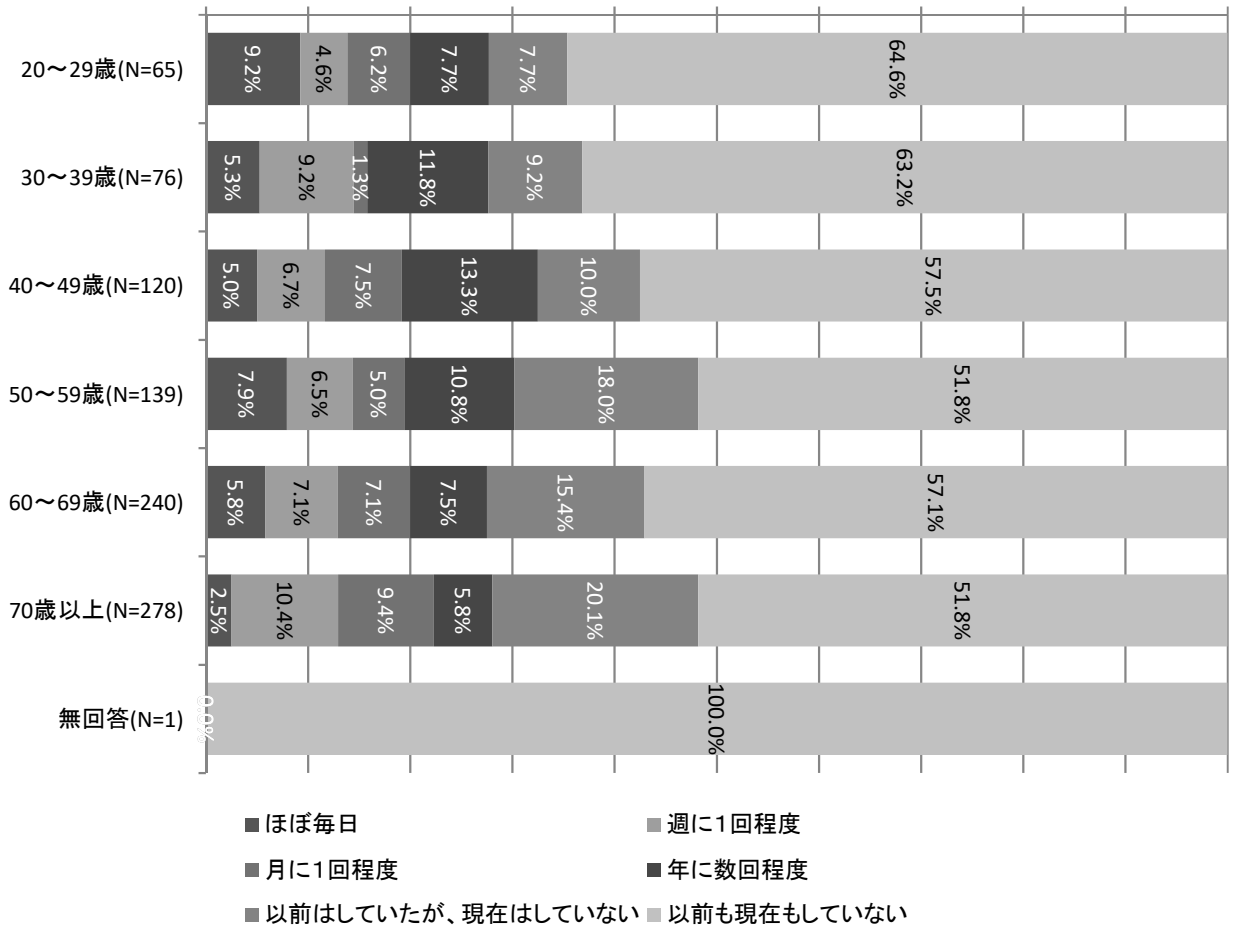 20～29歳(N=65) 9.2% 4.6% 6.2% 7.7% 7.7% 64.6%
30～39歳(N=76) 5.3% 9.2% 1.3% 11.8% 9.2% 63.2%
40～49歳(N=120) 5.0% 6.7% 7.5% 13.3% 10.0% 57.5%
50～59歳(N=139) 7.9% 6.5% 5.0% 10.8% 18.0% 51.8%
60～69歳(N=240) 5.8% 7.1% 7.1% 7.5% 15.4% 57.1%
70歳以上(N=278) 2.5% 10.4% 9.4% 5.8% 20.1% 51.8%
無回答(N=1) 0.0% 100.0%
ほぼ毎日 週に1回程度
月に1回程度 年に数回程度
以前はしていたが、現在はしていない 以前も現在もしていない